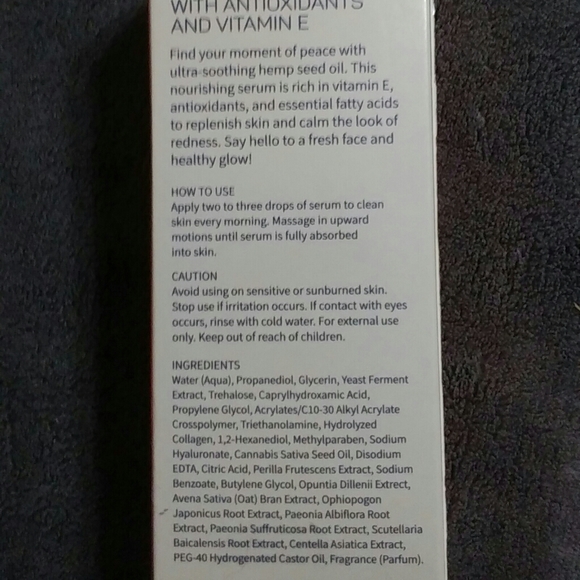 WITH ANTIOXIDANTS
AND VITAMIN E
Find your moment of peace with
ultra-soothing hemp seed oil. This
nourishing serum is rich in vitamin E,
antioxidants, and essential fatty acids
to replenish skin and calm the look of
redness. Say hello to a fresh face and
healthy glow!
HOW TO USE
Apply two to three drops of serum to clean
skin every morning. Massage in upward
motions until serum is fully absorbed
into skin.
CAUTION
Avoid using on sensitive or sunburned skin.
Stop use if irritation occurs. If contact with eyes
occurs, rinse with cold water. For external use
only. Keep out of reach of children.
INGREDIENTS
Water (Aqua), Propanediol, Glycerin, Yeast Ferment
Extract, Trehalose, Caprylhydroxamic Acid,
Propylene Glycol, Acrylates/C10-30 Alkyl Acrylate
Crosspolymer, Triethanolamine, Hydrolyzed
Collagen, 1,2-Hexanediol, Methylparaben, Sodium
Hyaluronate, Cannabis Sativa Seed Oil, Disodium
EDTA, Citric Acid, Perilla Frutescens Extract, Sodium
Benzoate, Butylene Glycol, Opuntia Dillenii Extrect,
Avena Sativa (Oat) Bran Extract, Ophiopogon
Japonicus Root Extract, Paeonia Albiflora Root
Extract, Paeonia Suffruticosa Root Extract, Scutellaria
Baicalensis Root Extract, Centella Asiatica Extract,
PEG-40 Hydrogenated Castor Oil, Fragrance (Parfum).